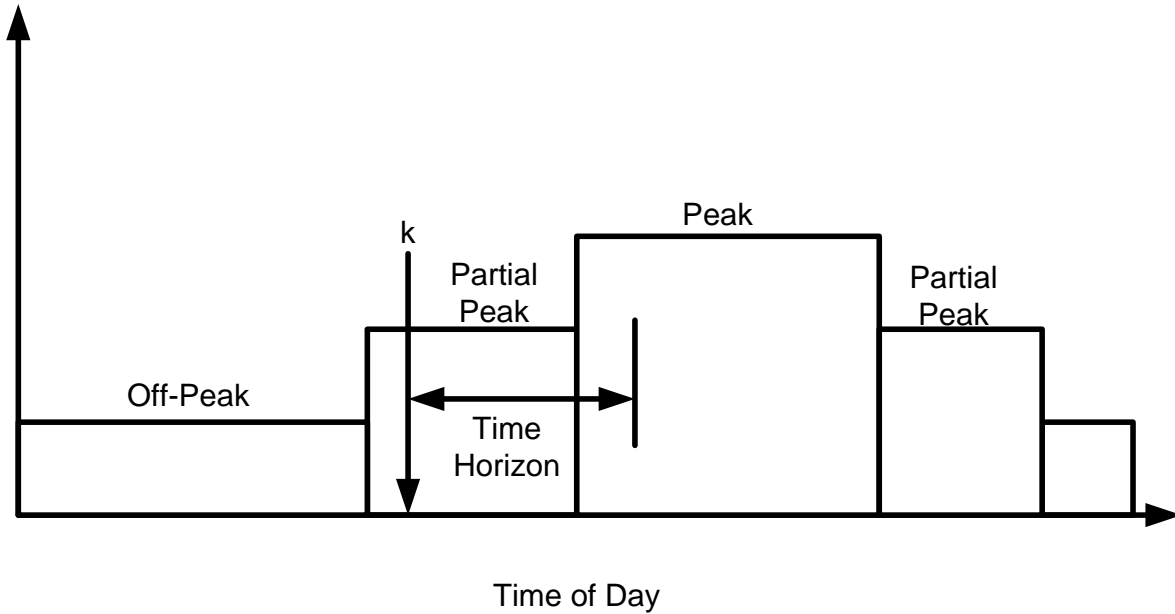 Peak
k
Partial
Peak
Partial
Peak
Off-Peak
Time
Horizon
Time of Day